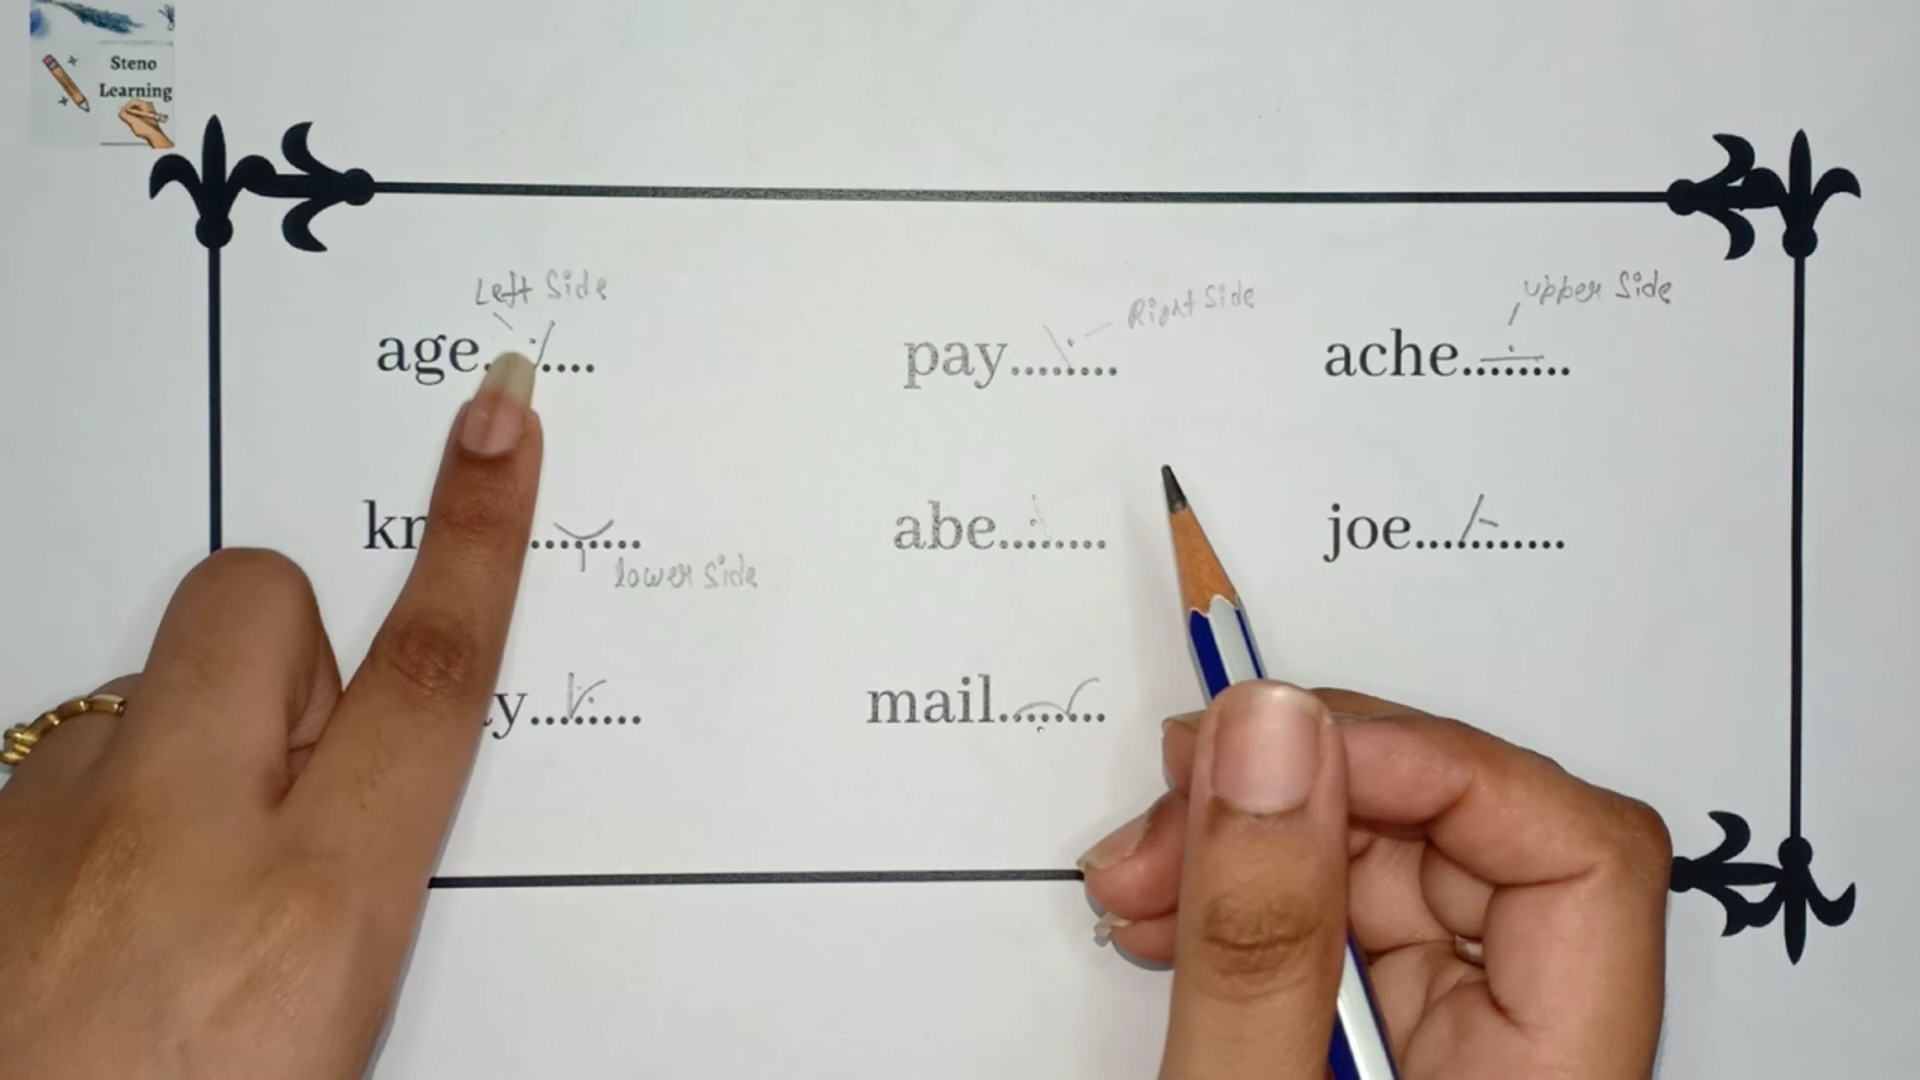 Steno
Learning
Left Side
Right Side
upper Side
age........
pay........
ache........
abe........
joe...........
lower Side
mail........